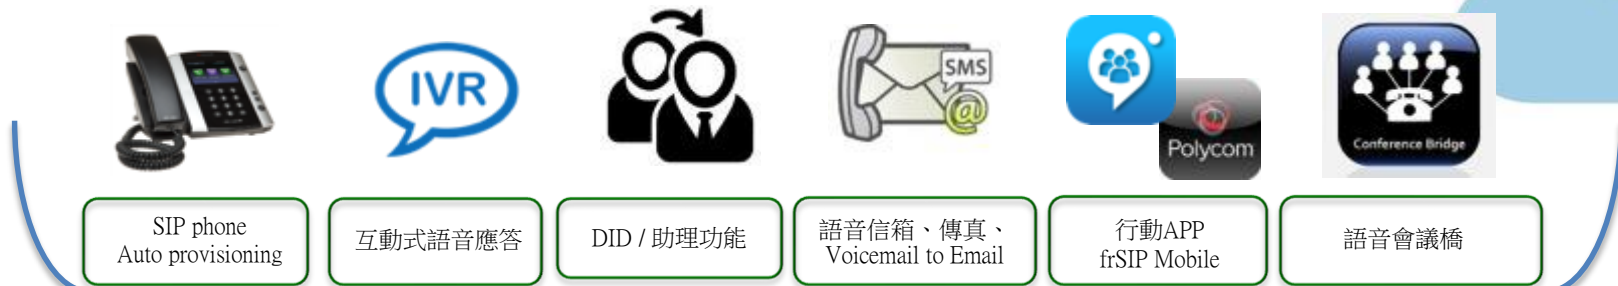 IVR
SMS
@
Polycom
Conference Bridge
SIP phone
Auto provisioning
互動式語音應答
DID / 助理功能
語音信箱、傳真、
Voicemail to Email
行動APP
frSIP Mobile
語音會議橋